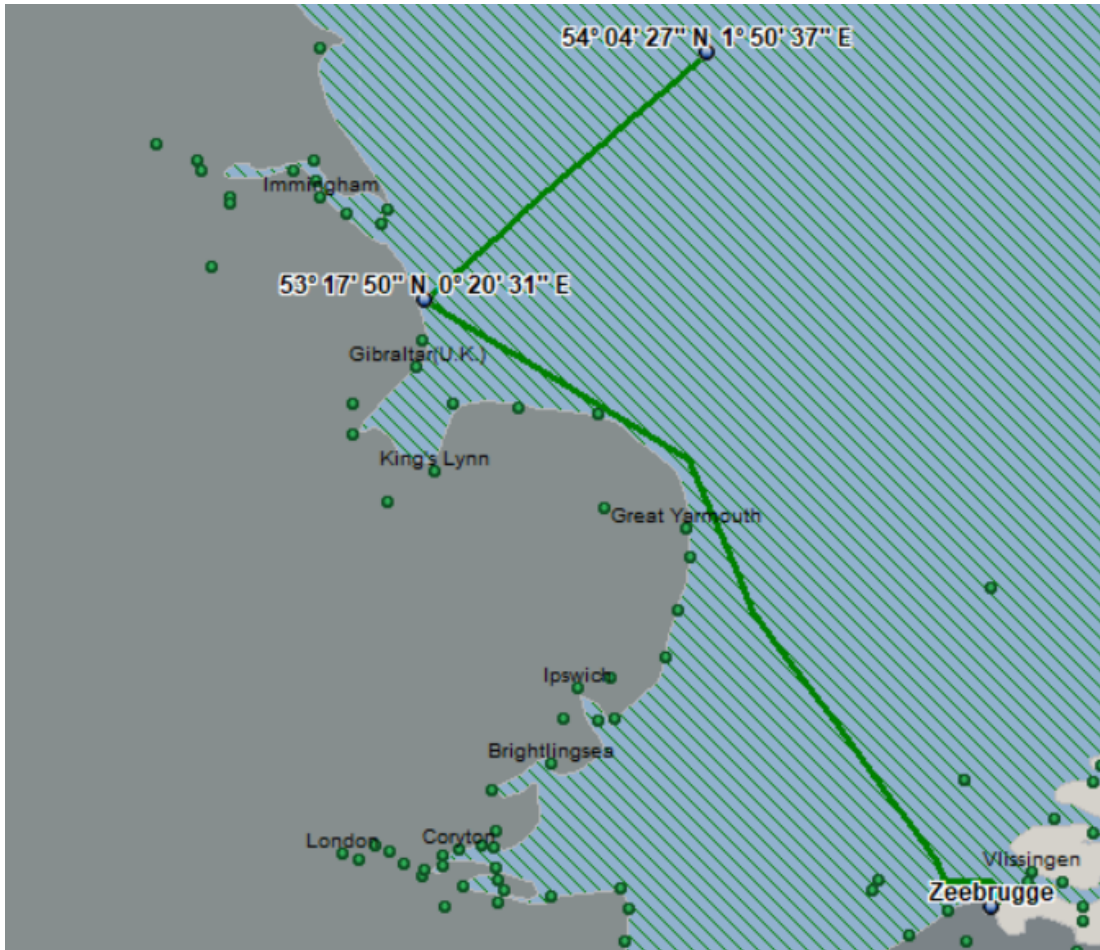 54° 04' 27" N 1° 50' 37" E
Immingham
53° 17' 50" N 0° 20' 31" E
Gibraltar(U.K.)
King's Lynn
Great Yarmouth
Ipswich
Brightlingsea
London
Coryton
Vlissingen
Zeebrugge